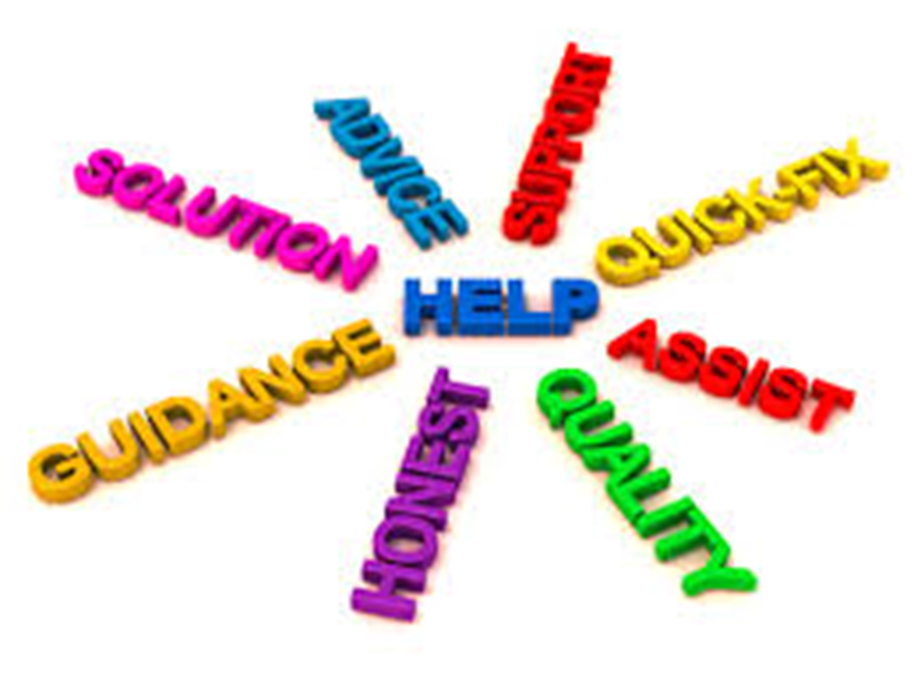 SUPPORT
ADVICE
SOLUTION
QUICK-FIX
HELP
GUIDANCE
ASSIST
HONEST
QUALITY